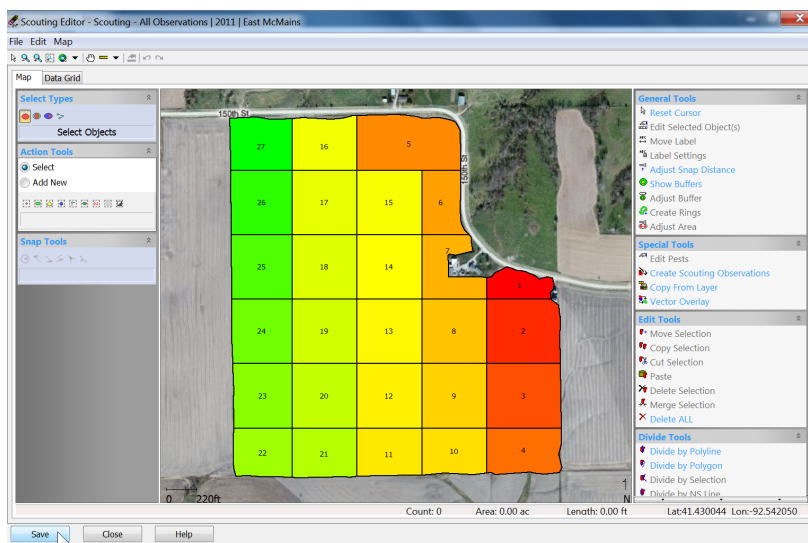 Scouting Editor - Scouting - All Observations | 2011 | East McMains
File Edit Map
Map Data Grid
Select Types
Select Objects
Action Tools
Select
Add New
Snap Tools
150th St
150th St
27 16 5
26 17 15 6
7
25 18 14
1
24 19 13 8 2
23 20 12 9 3
22 21 11 10 4
0 220ft
N
General Tools
Reset Cursor
Edit Selected Object(s)
Move Label
Label Settings
Adjust Snap Distance
Show Buffers
Adjust Buffer
Create Rings
Adjust Area
Special Tools
Edit Pests
Create Scouting Observations
Copy From Layer
Vector Overlay
Edit Tools
Move Selection
Copy Selection
Cut Selection
Paste
Delete Selection
Merge Selection
Delete ALL
Divide Tools
Divide by Polyline
Divide by Polygon
Divide by Selection
Divide by NS Line
Count: 0 Area: 0.00 ac Length: 0.00 ft Lat:41.430044 Lon:-92.542050
Save Close Help